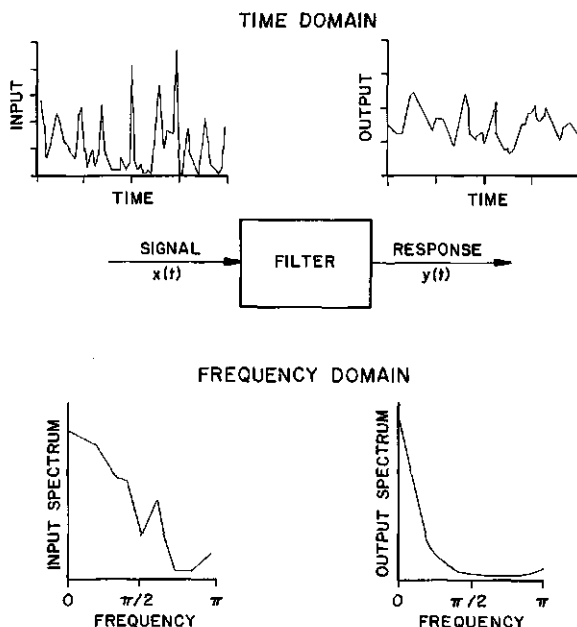 TIME DOMAIN
INPUT
TIME
OUTPUT
TIME
SIGNAL
x(t)
FILTER
RESPONSE
y(t)
FREQUENCY DOMAIN
INPUT SPECTRUM
0 π/2 π
FREQUENCY
OUTPUT SPECTRUM
0 π/2 π
FREQUENCY